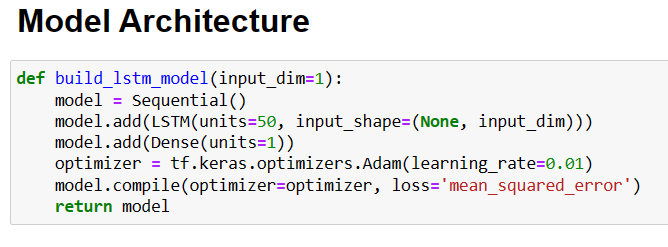 Model Architecture
def build_lstm_model(input_dim=1):
    model = Sequential()
    model.add(LSTM(units=50, input_shape=(None, input_dim)))
    model.add(Dense(units=1))
    optimizer = tf.keras.optimizers.Adam(learning_rate=0.01)
    model.compile(optimizer=optimizer, loss='mean_squared_error')
    return model